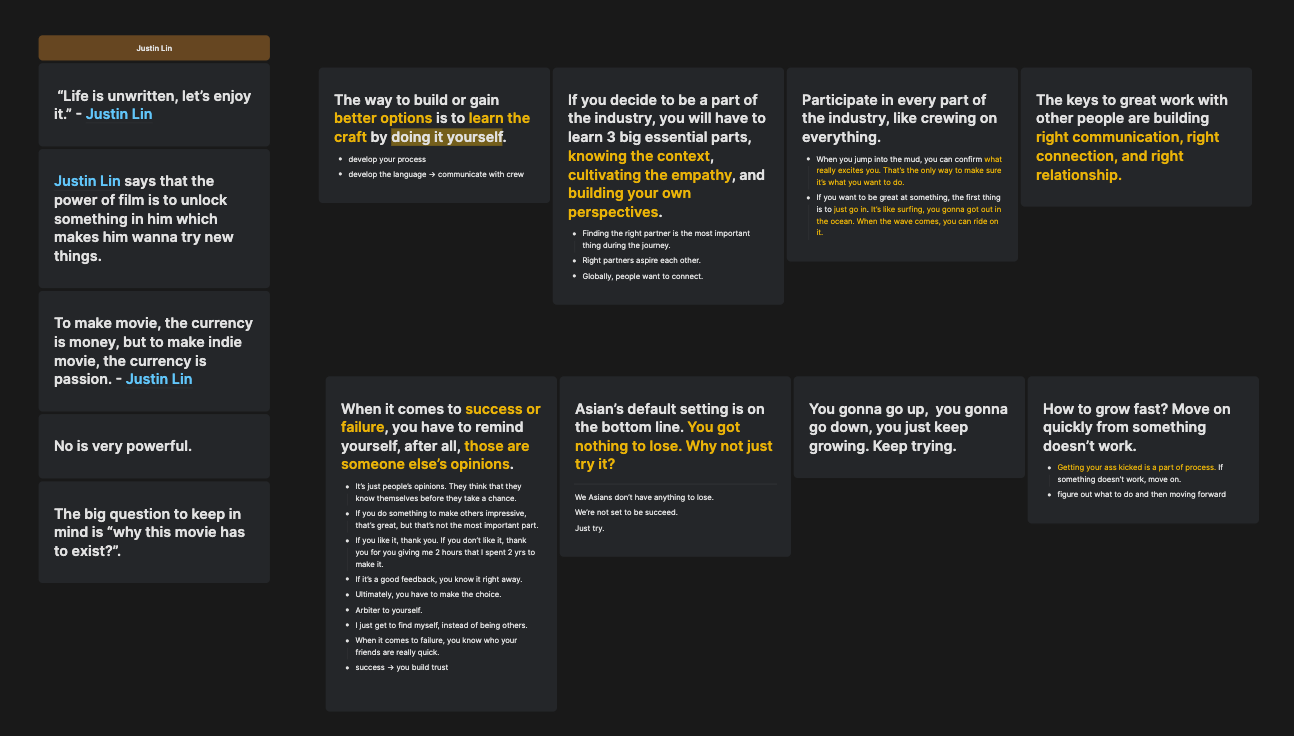 Justin Lin
“Life is unwritten, let’s enjoy
it.” - Justin Lin
Justin Lin says that the
power of film is to unlock
something in him which
makes him wanna try new
things.
To make movie, the currency
is money, but to make indie
movie, the currency is
passion. - Justin Lin
No is very powerful.
The big question to keep in
mind is “why this movie has
to exist?”.
The way to build or gain
better options is to learn the
craft by doing it yourself.
• develop your process
• develop the language → communicate with crew
If you decide to be a part of
the industry, you will have to
learn 3 big essential parts,
knowing the context,
cultivating the empathy, and
building your own
perspectives.
• Finding the right partner is the most important
thing during the journey.
• Right partners aspire each other.
• Globally, people want to connect.
Participate in every part of
the industry, like crewing on
everything.
• When you jump into the mud, you can confirm what
really excites you. That’s the only way to make sure
it’s what you want to do.
• If you want to be great at something, the first thing
is to just go in. It’s like surfing, you gonna got out in
the ocean. When the wave comes, you can ride on
it.
The keys to great work with
other people are building
right communication, right
connection, and right
relationship.
When it comes to success or
failure, you have to remind
yourself, after all, those are
someone else’s opinions.
• It’s just people’s opinions. They think that they
know themselves before they take a chance.
• If you do something to make others impressive,
that’s great, but that’s not the most important part.
• If you like it, thank you. If you don’t like it, thank
you for you giving me 2 hours that I spent 2 yrs to
make it.
• If it’s a good feedback, you know it right away.
• Ultimately, you have to make the choice.
• Arbiter to yourself.
• I just get to find myself, instead of being others.
• When it comes to failure, you know who your
friends are really quick.
• success → you build trust
Asian’s default setting is on
the bottom line. You got
nothing to lose. Why not just
try it?
We Asians don’t have anything to lose.
We’re not set to be succeed.
Just try.
You gonna go up, you gonna
go down, you just keep
growing. Keep trying.
How to grow fast? Move on
quickly from something
doesn’t work.
• Getting your ass kicked is a part of process. If
something doesn’t work, move on.
• figure out what to do and then moving forward